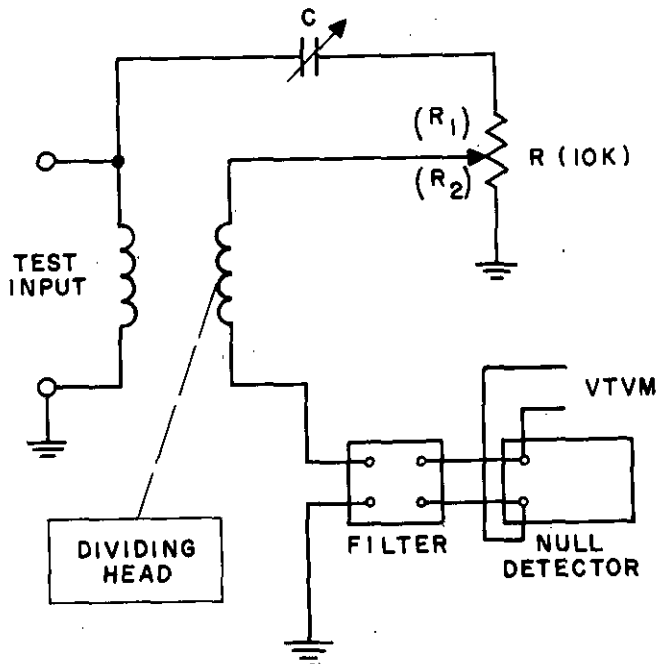 C
(R1)
R (10K)
(R2)
TEST
INPUT
VTVM
DIVIDING
HEAD
FILTER
NULL
DETECTOR